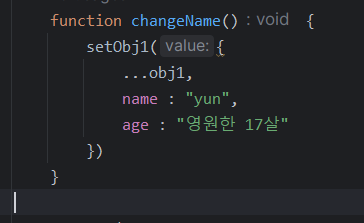 function changeName() : void {
setObj1( value: {
...obj1,
name : "yun",
age : "영원한 17살"
})
}